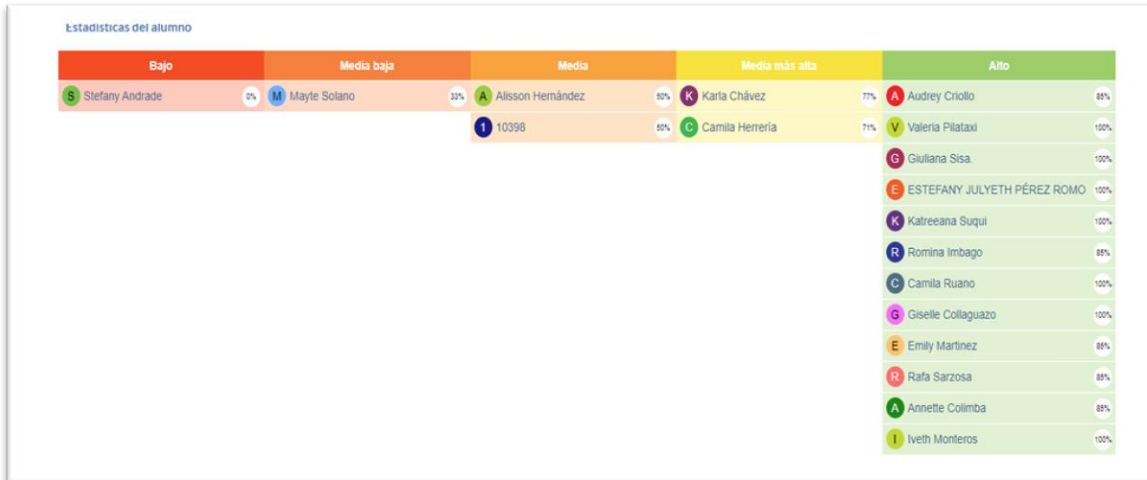 Estadísticas del alumno
Bajo Media baja Media Media más alta Alto
S Stefany Andrade 0% M Mayte Solano 33% A Alisson Hernández 50% K Karla Chávez 77% A Audrey Criollo 85%
1 10398 50% C Camila Herrería 71% V Valeria Pilataxi 100%
G Giuliana Sisa. 100%
E ESTEFANY JULYETH PÉREZ ROMO 100%
K Katreeana Suqui 100%
R Romina Imbago 85%
C Camila Ruano 100%
G Giselle Collaguazo 100%
E Emily Martinez 85%
R Rafa Sarzosa 85%
A Annette Colimba 85%
I Iveth Monteros 100%